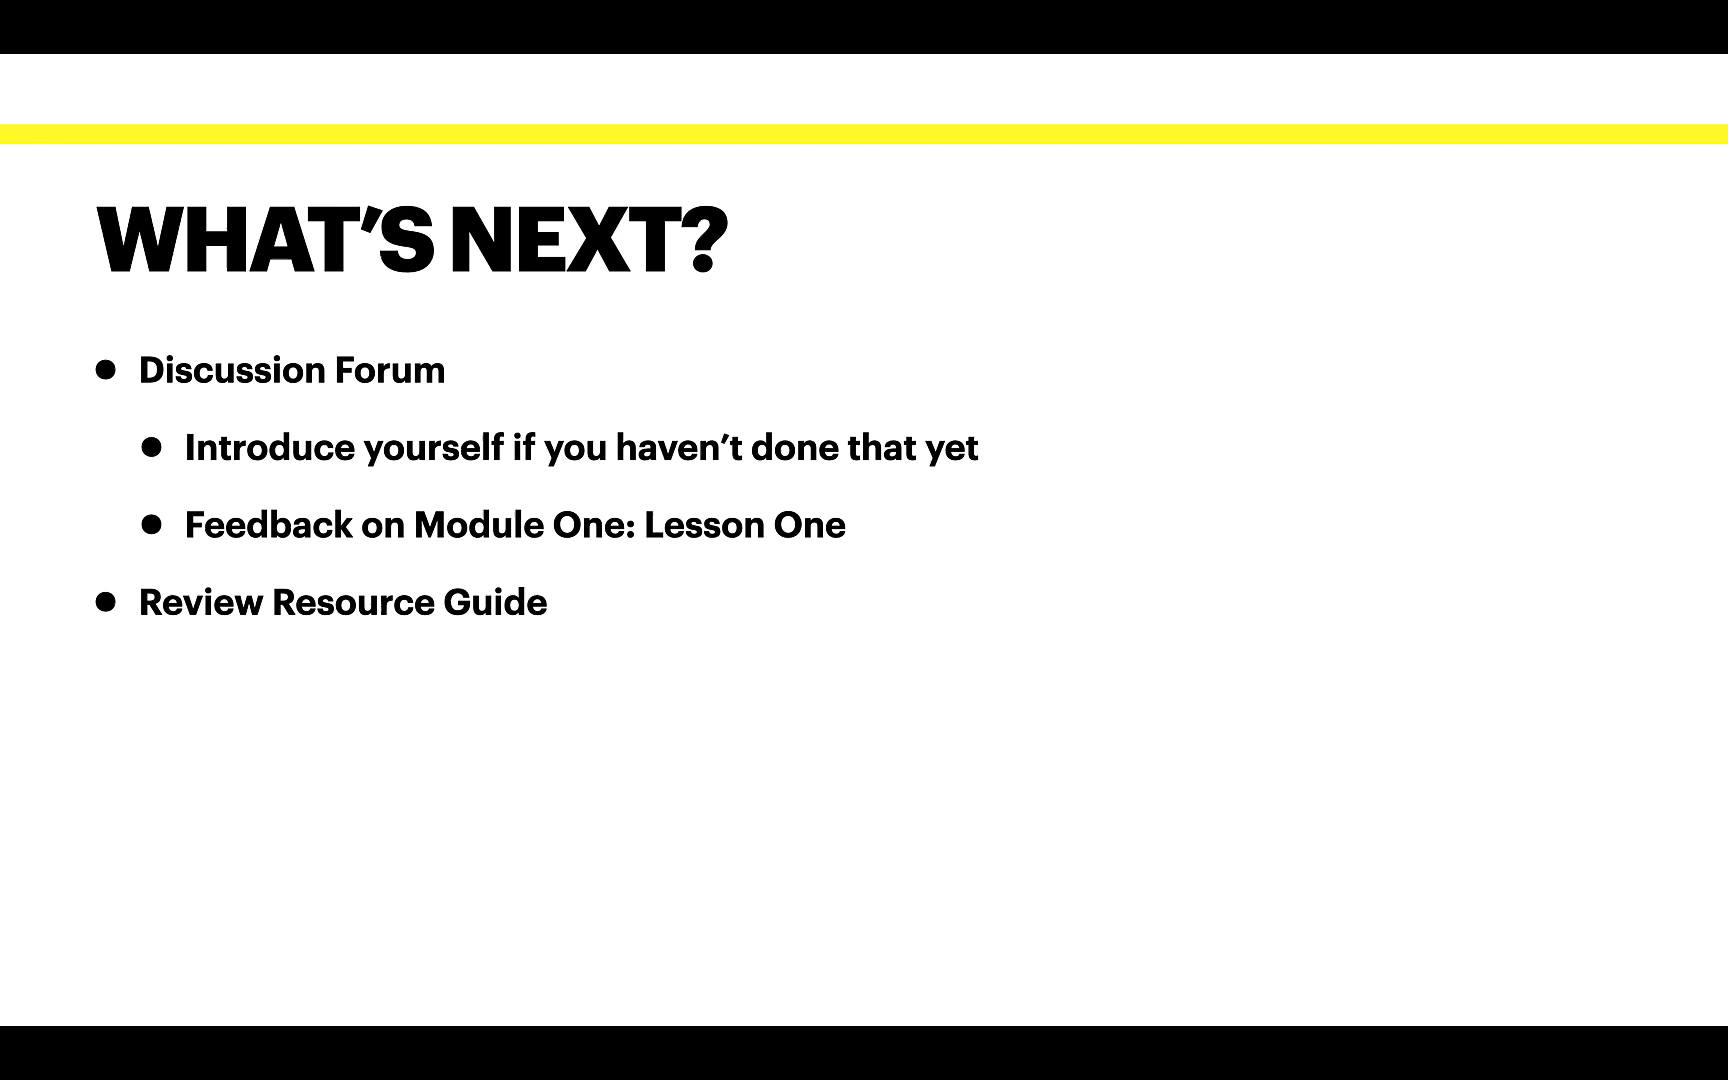 WHAT’S NEXT?
● Discussion Forum
● Introduce yourself if you haven’t done that yet
● Feedback on Module One: Lesson One
● Review Resource Guide